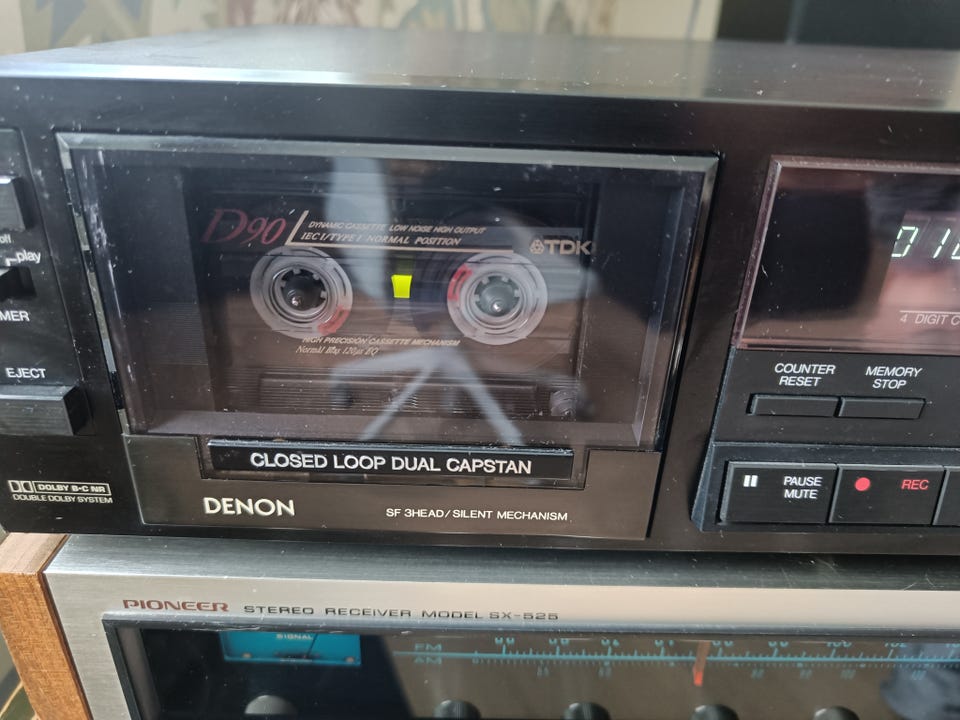 off
play
MER
EJECT
DOLBY B-C NR
DOUBLE DOLBY SYSTEM
D90
DYNAMIC CASSETTE LOW NOISE HIGH OUTPUT
IEC I/TYPE I NORMAL POSITION
TDK
HIGH PRECISION CASSETTE MECHANISM
Normal Bias 120µs EQ
CLOSED LOOP DUAL CAPSTAN
DENON
SF 3HEAD/SILENT MECHANISM
4 DIGIT C
COUNTER RESET
MEMORY STOP
PAUSE MUTE
REC
PIONEER STEREO RECEIVER MODEL SX-525
SIGNAL
FM
AM